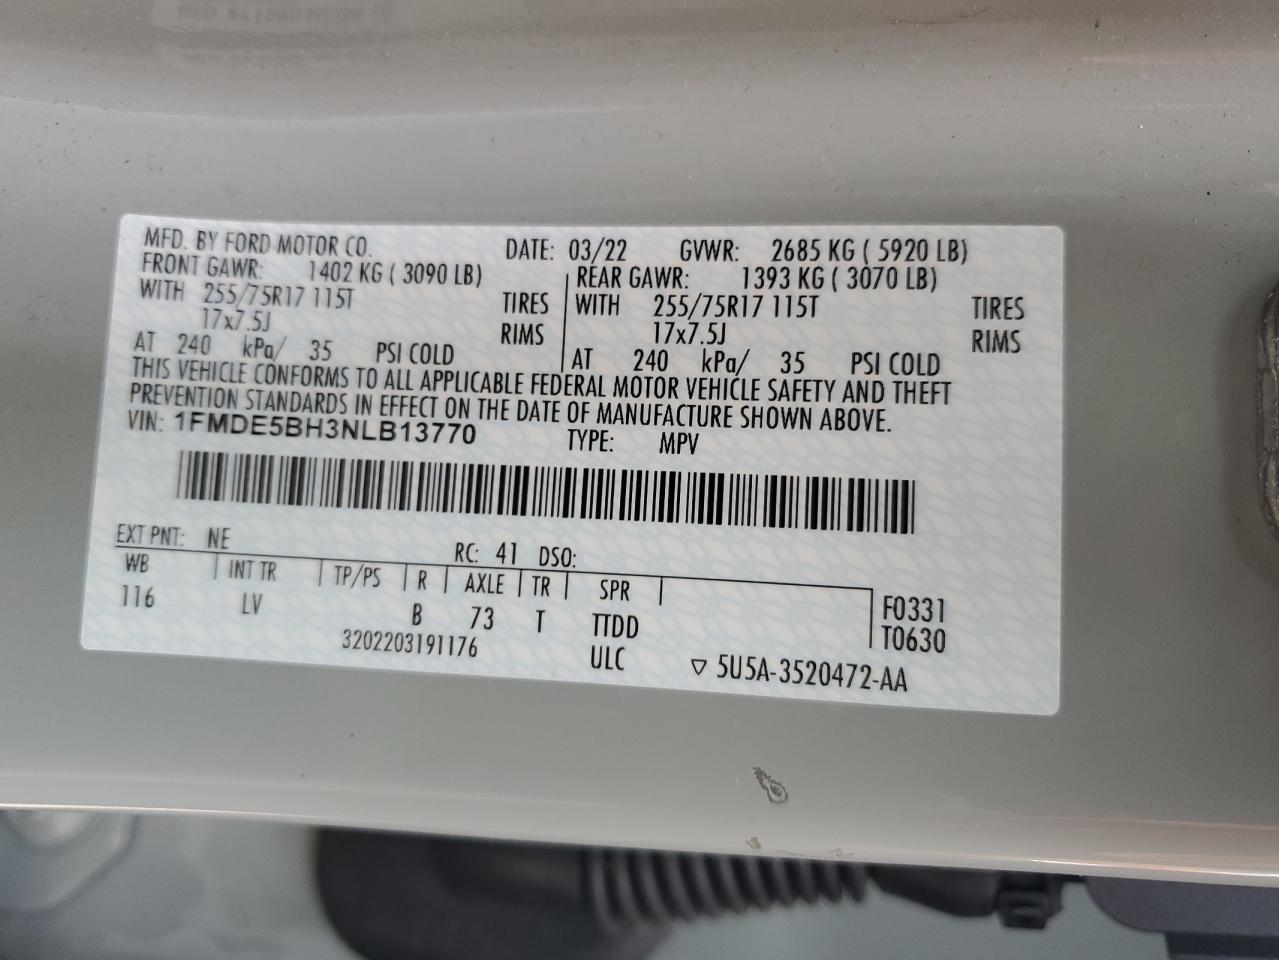 MFD. BY FORD MOTOR CO. DATE: 03/22 GVWR: 2685 KG ( 5920 LB)
FRONT GAWR: 1402 KG ( 3090 LB) REAR GAWR: 1393 KG ( 3070 LB)
WITH 255/75R17 115T TIRES WITH 255/75R17 115T TIRES
17x7.5J RIMS 17x7.5J RIMS
AT 240 kPa/ 35 PSI COLD AT 240 kPa/ 35 PSI COLD
THIS VEHICLE CONFORMS TO ALL APPLICABLE FEDERAL MOTOR VEHICLE SAFETY AND THEFT
PREVENTION STANDARDS IN EFFECT ON THE DATE OF MANUFACTURE SHOWN ABOVE.
VIN: 1FMDE5BH3NLB13770 TYPE: MPV
EXT PNT: NE RC: 41 DSO:
WB INT TR TP/PS R AXLE TR SPR F0331
116 LV B 73 T TTDD T0630
3202203191176 ULC ▽ 5U5A-3520472-AA